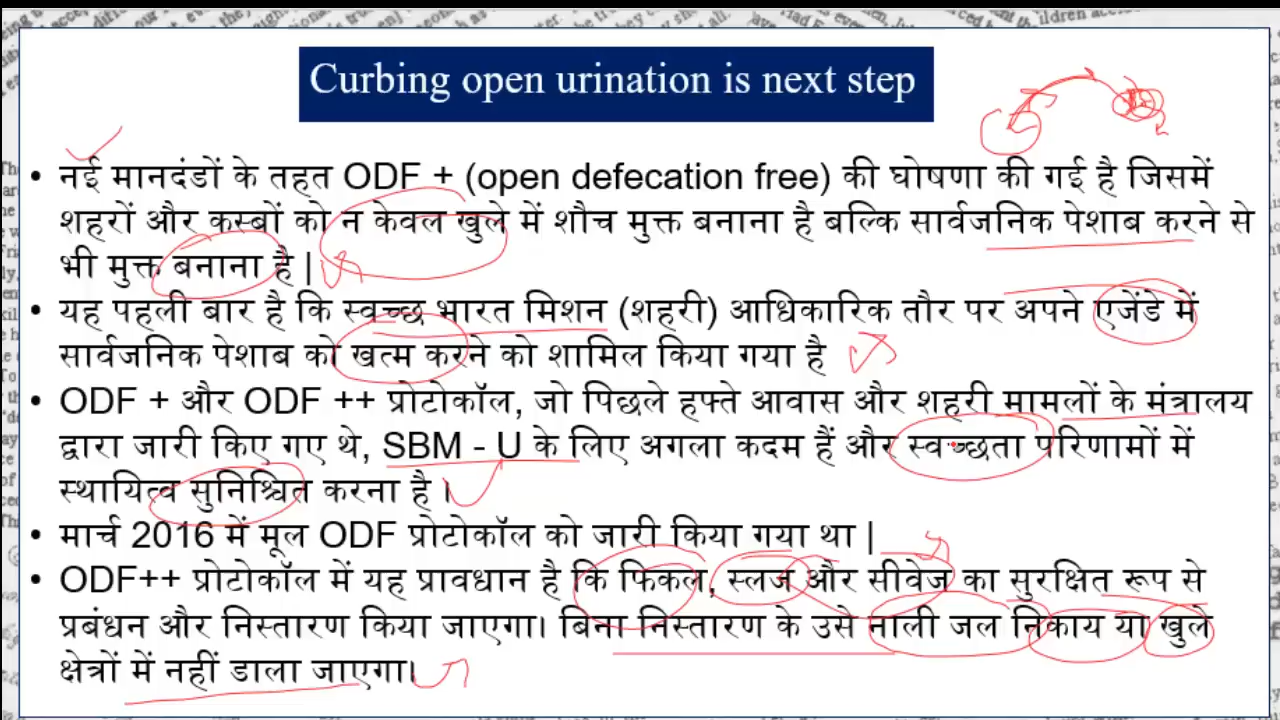 Curbing open urination is next step
• नई मानदंडों के तहत ODF + (open defecation free) की घोषणा की गई है जिसमें
शहरों और कस्बों को न केवल खुले में शौच मुक्त बनाना है बल्कि सार्वजनिक पेशाब करने से
भी मुक्त बनाना है |
• यह पहली बार है कि स्वच्छ भारत मिशन (शहरी) आधिकारिक तौर पर अपने एजेंडे में
सार्वजनिक पेशाब को खत्म करने को शामिल किया गया है
• ODF + और ODF ++ प्रोटोकॉल, जो पिछले हफ्ते आवास और शहरी मामलों के मंत्रालय
द्वारा जारी किए गए थे, SBM - U के लिए अगला कदम हैं और स्वच्छता परिणामों में
स्थायित्व सुनिश्चित करना है ।
• मार्च 2016 में मूल ODF प्रोटोकॉल को जारी किया गया था |
• ODF++ प्रोटोकॉल में यह प्रावधान है कि फिकल, स्लज और सीवेज का सुरक्षित रूप से
प्रबंधन और निस्तारण किया जाएगा। बिना निस्तारण के उसे नाली जल निकाय या खुले
क्षेत्रों में नहीं डाला जाएगा।